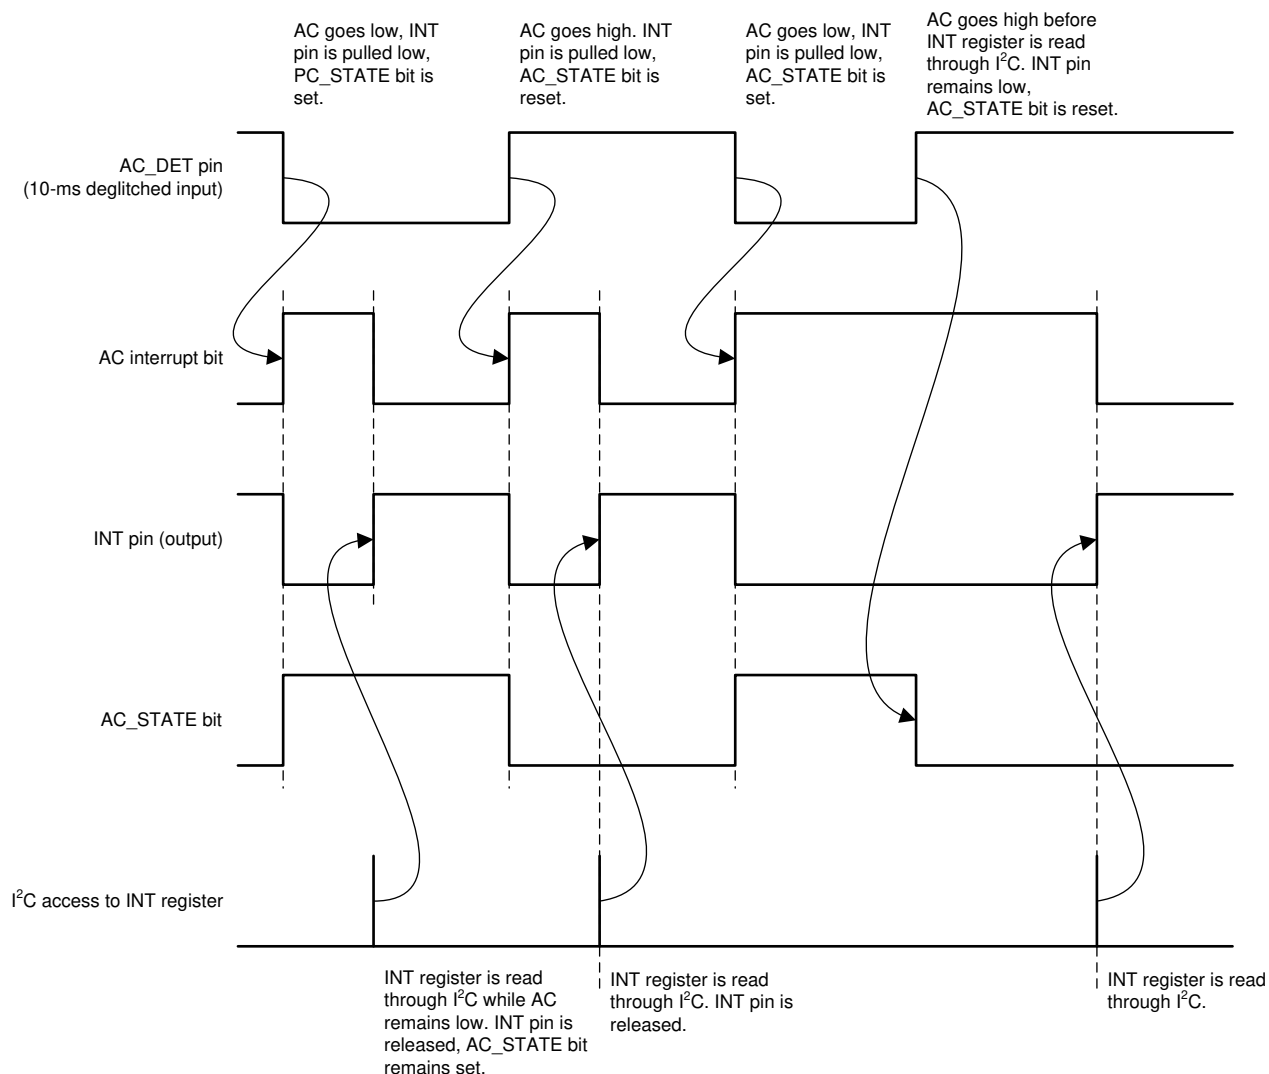 AC goes low, INT
pin is pulled low,
PC_STATE bit is
set.
AC goes high. INT
pin is pulled low,
AC_STATE bit is
reset.
AC goes low, INT
pin is pulled low,
AC_STATE bit is
set.
AC goes high before
INT register is read
through I²C. INT pin
remains low,
AC_STATE bit is reset.
AC_DET pin
(10-ms deglitched input)
AC interrupt bit
INT pin (output)
AC_STATE bit
I²C access to INT register
INT register is read
through I²C while AC
remains low. INT pin is
released, AC_STATE bit
remains set.
INT register is read
through I²C. INT pin is
released.
INT register is read
through I²C.